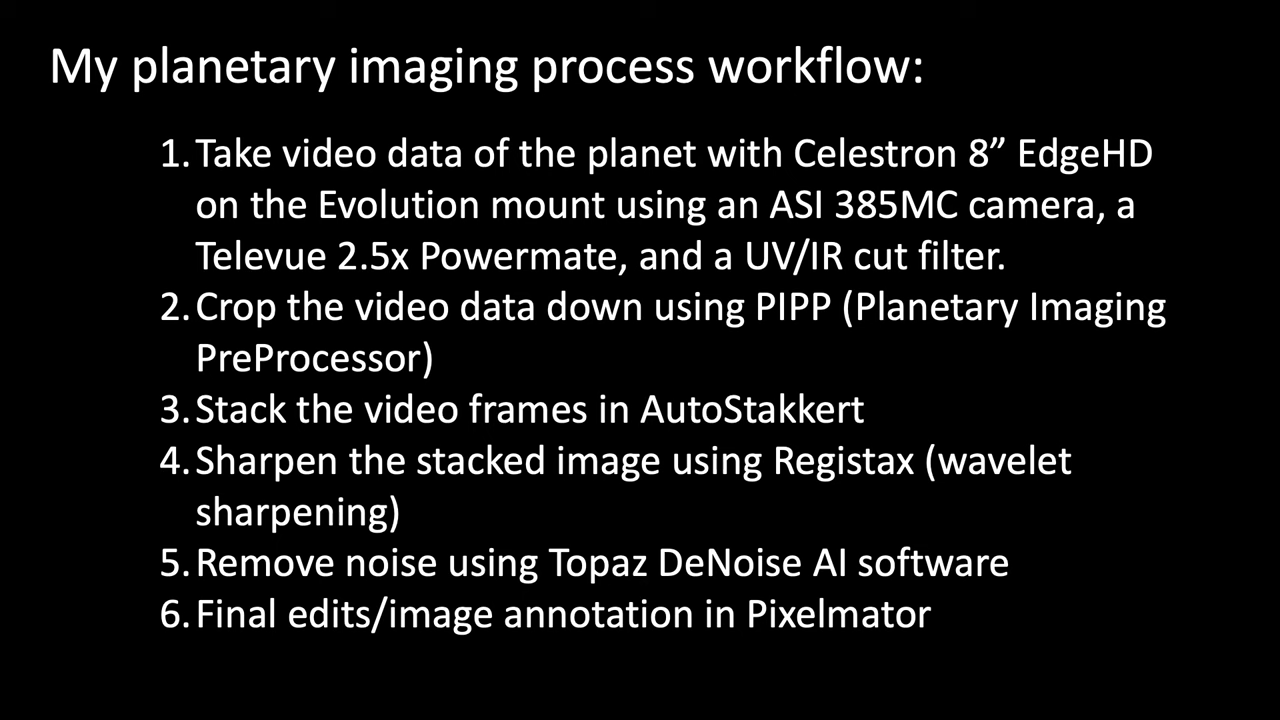 My planetary imaging process workflow:
1. Take video data of the planet with Celestron 8” EdgeHD
on the Evolution mount using an ASI 385MC camera, a
Televue 2.5x Powermate, and a UV/IR cut filter.
2. Crop the video data down using PIPP (Planetary Imaging
PreProcessor)
3. Stack the video frames in AutoStakkert
4. Sharpen the stacked image using Registax (wavelet
sharpening)
5. Remove noise using Topaz DeNoise AI software
6. Final edits/image annotation in Pixelmator